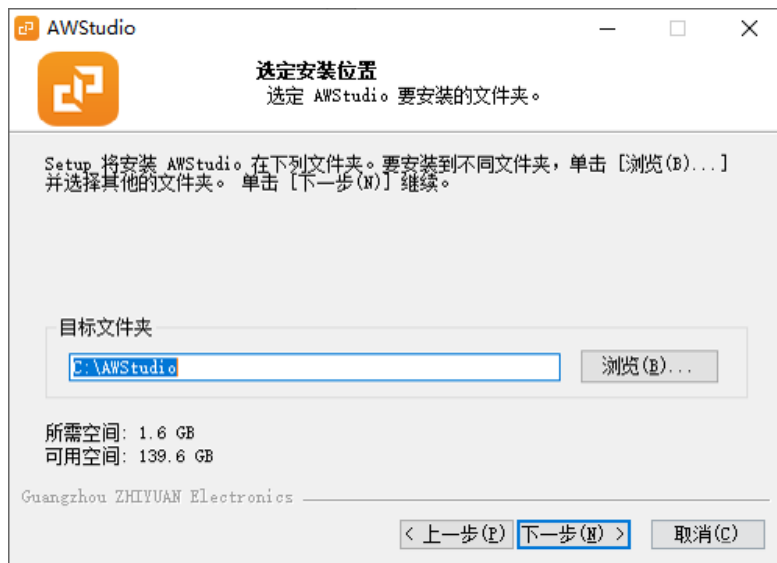 AWStudio
选定安装位置
选定 AWStudio 要安装的文件夹。
Setup 将安装 AWStudio 在下列文件夹。要安装到不同文件夹，单击 [浏览(B)...]
并选择其他的文件夹。 单击 [下一步(N)] 继续。
目标文件夹
C:\AWStudio
浏览(B)...
所需空间: 1.6 GB
可用空间: 139.6 GB
Guangzhou ZHIYUAN Electronics
< 上一步(P) 下一步(N) > 取消(C)